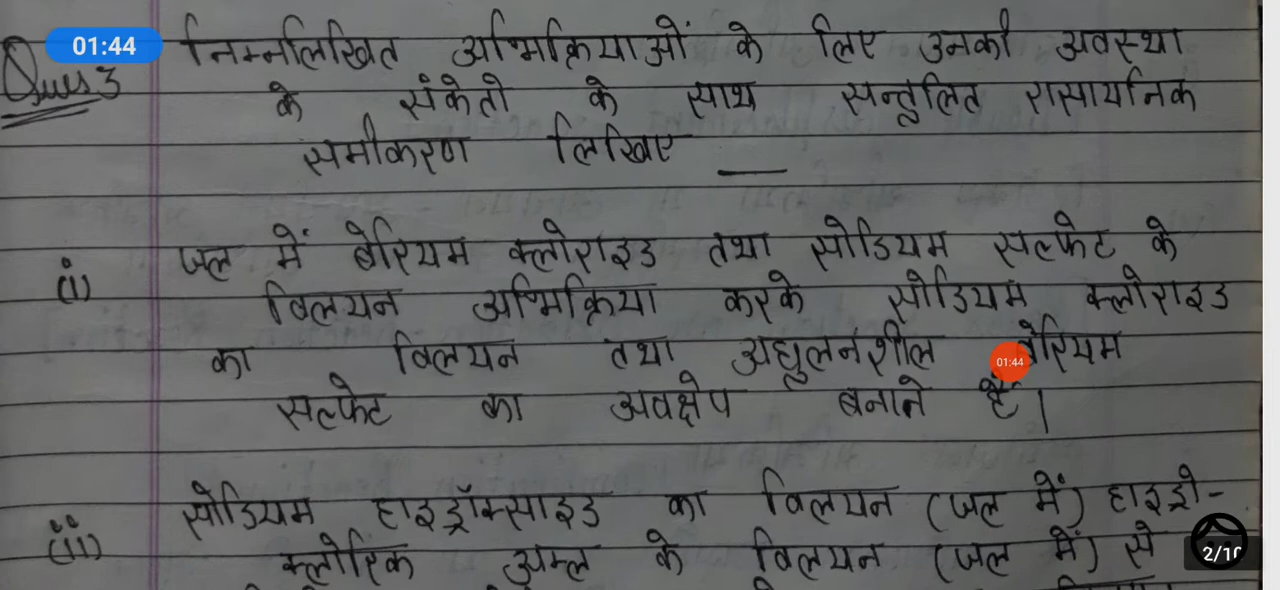 01:44
Ques 3 निम्नलिखित अभिक्रियाओं के लिए उनकी अवस्था
के संकेतो के साथ सन्तुलित रासायनिक
समीकरण लिखिए —
(i) जल में बेरियम क्लोराइड तथा सोडियम सल्फेट के
विलयन अभिक्रिया करके सोडियम क्लोराइड
का विलयन तथा अघुलनशील बेरियम
01:44
सल्फेट का अवक्षेप बनाते हैं।
(ii) सोडियम हाइड्रॉक्साइड का विलयन (जल में) हाइड्रो-
क्लोरिक अम्ल के विलयन (जल में) से
2/10